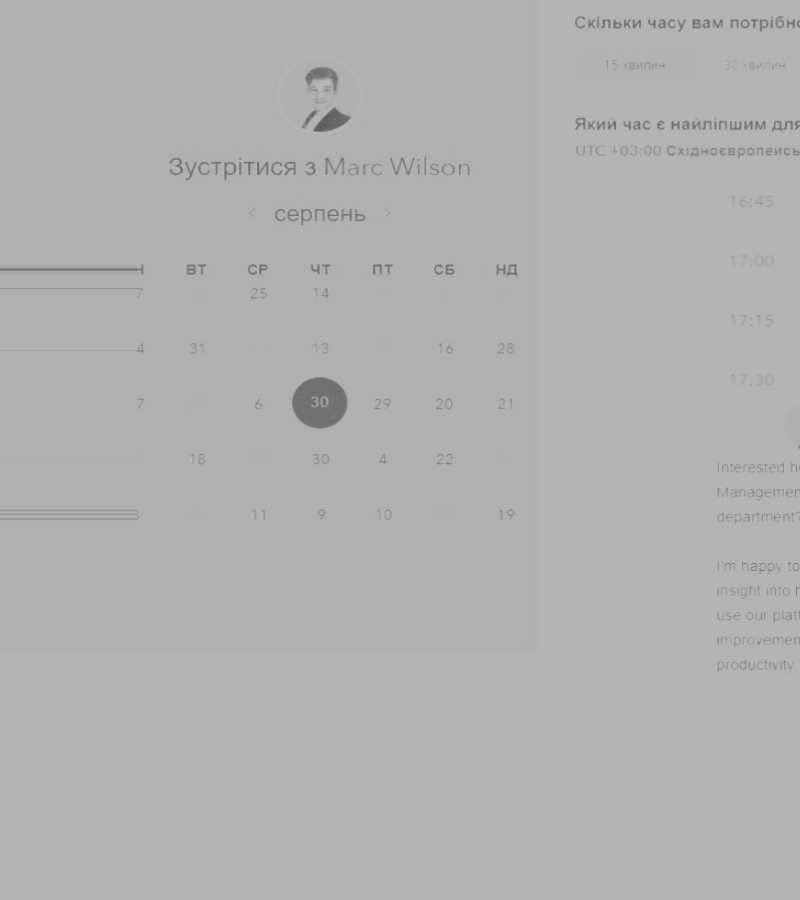 Зустрітися з Marc Wilson
серпень
ВТ СР ЧТ ПТ СБ НД
7 25 14
4 31 13 16 28
7 6 30 29 20 21
18 30 4 22
11 9 10 19
Скільки часу вам потрібно
15 хвилин 30 хвилин
Який час є найліпшим для
UTC +03:00 Східноєвропейсь
16:45
17:00
17:15
17:30
Interested
Managemen
department?
I'm happy to
insight into
use our platf
improvemen
productivity.